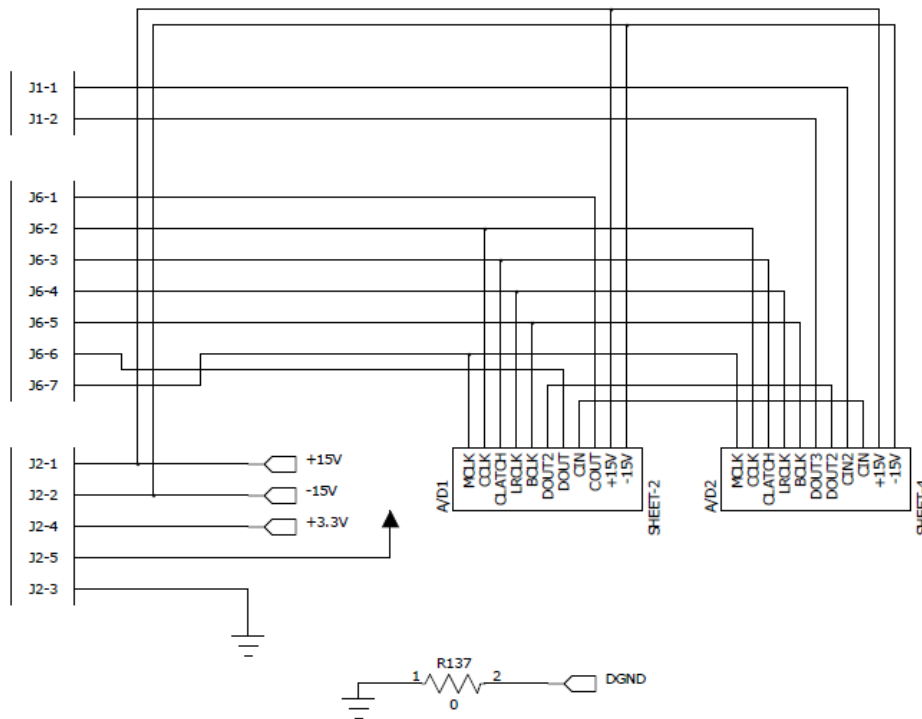 J1-1
J1-2
J6-1
J6-2
J6-3
J6-4
J6-5
J6-6
J6-7
J2-1
J2-2
J2-4
J2-5
J2-3
+15V
-15V
+3.3V
A/D1
MCLK
CCLK
CLATCH
LRCLK
BCLK
DOUT2
DOUT
CIN
COUT
+15V
-15V
SHEET-2
A/D2
MCLK
CCLK
CLATCH
LRCLK
BCLK
DOUT3
DOUT2
CIN2
CIN
+15V
-15V
SHEET-4
R137
1
2
0
DGND